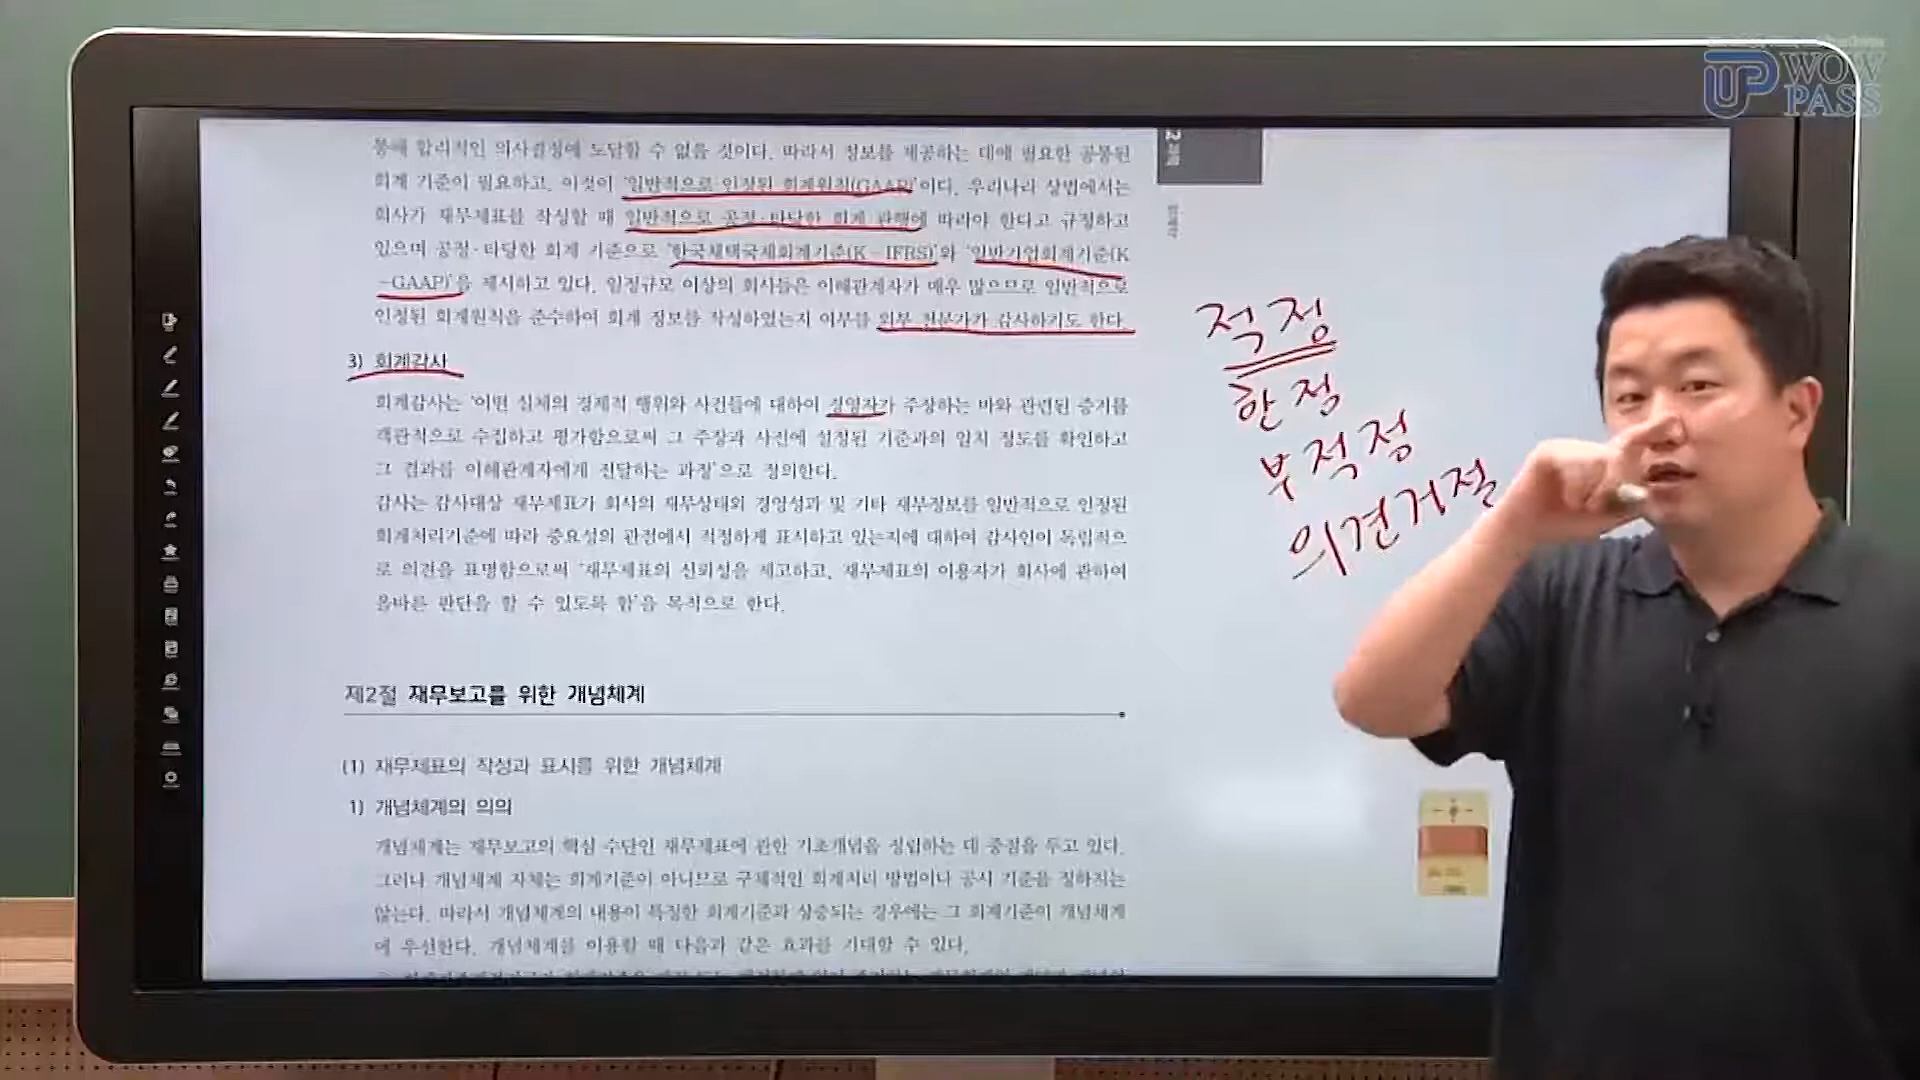 통해 합리적인 의사결정에 도달할 수 없을 것이다. 따라서 정보를 제공하는 데에 필요한 공통된
회계 기준이 필요하고, 이것이 '일반적으로 인정된 회계원칙(GAAP)'이다. 우리나라 상법에서는
회사가 재무제표를 작성할 때 일반적으로 공정·타당한 회계 관행에 따라야 한다고 규정하고
있으며 공정·타당한 회계 기준으로 '한국채택국제회계기준(K-IFRS)'와 '일반기업회계기준(K
-GAAP)'을 제시하고 있다. 일정규모 이상의 회사들은 이해관계자가 매우 많으므로 일반적으로
인정된 회계원칙을 준수하여 회계 정보를 작성하였는지 여부를 외부 전문가가 감사하기도 한다.
3) 회계감사
회계감사는 '어떤 실체의 경제적 행위와 사건들에 대하여 경영자가 주장하는 바와 관련된 증거를
객관적으로 수집하고 평가함으로써 그 주장과 사전에 설정된 기준과의 일치 정도를 확인하고
그 결과를 이해관계자에게 전달하는 과정'으로 정의한다.
감사는 감사대상 재무제표가 회사의 재무상태와 경영성과 및 기타 재무정보를 일반적으로 인정된
회계처리기준에 따라 중요성의 관점에서 적정하게 표시하고 있는지에 대하여 감사인이 독립적으
로 의견을 표명함으로써 '재무제표의 신뢰성을 제고하고, 재무제표의 이용자가 회사에 관하여
올바른 판단을 할 수 있도록 함'을 목적으로 한다.
제2절 재무보고를 위한 개념체계
(1) 재무제표의 작성과 표시를 위한 개념체계
1) 개념체계의 의의
개념체계는 재무보고의 핵심 수단인 재무제표에 관한 기초개념을 정립하는 데 중점을 두고 있다.
그러나 개념체계 자체는 회계기준이 아니므로 구체적인 회계처리 방법이나 공시 기준을 정하지는
않는다. 따라서 개념체계의 내용이 특정한 회계기준과 상충되는 경우에는 그 회계기준이 개념체계
에 우선한다. 개념체계를 이용할 때 다음과 같은 효과를 기대할 수 있다.
적정
한정
부적정
의견거절
WOW
PASS